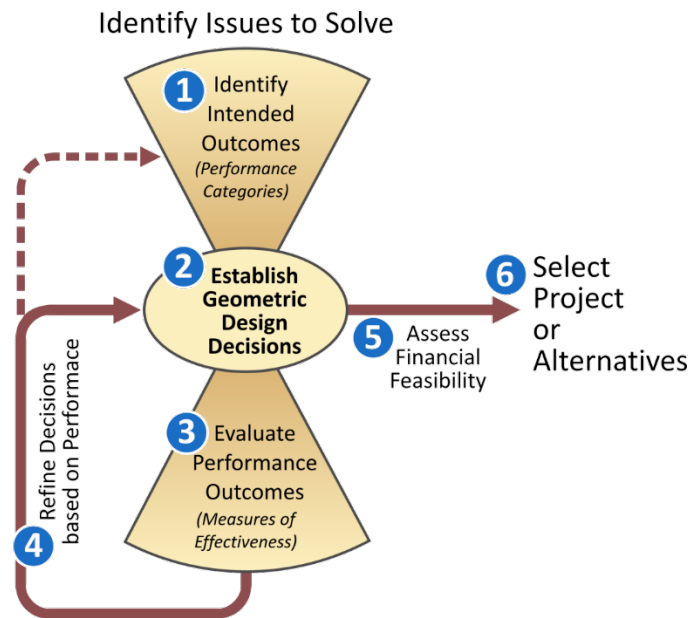 Identify Issues to Solve
1 Identify
Intended
Outcomes
(Performance
Categories)
2 Establish
Geometric
Design
Decisions
3 Evaluate
Performance
Outcomes
(Measures of
Effectiveness)
4 Refine Decisions
based on Performace
5 Assess
Financial
Feasibility
6 Select
Project
or
Alternatives